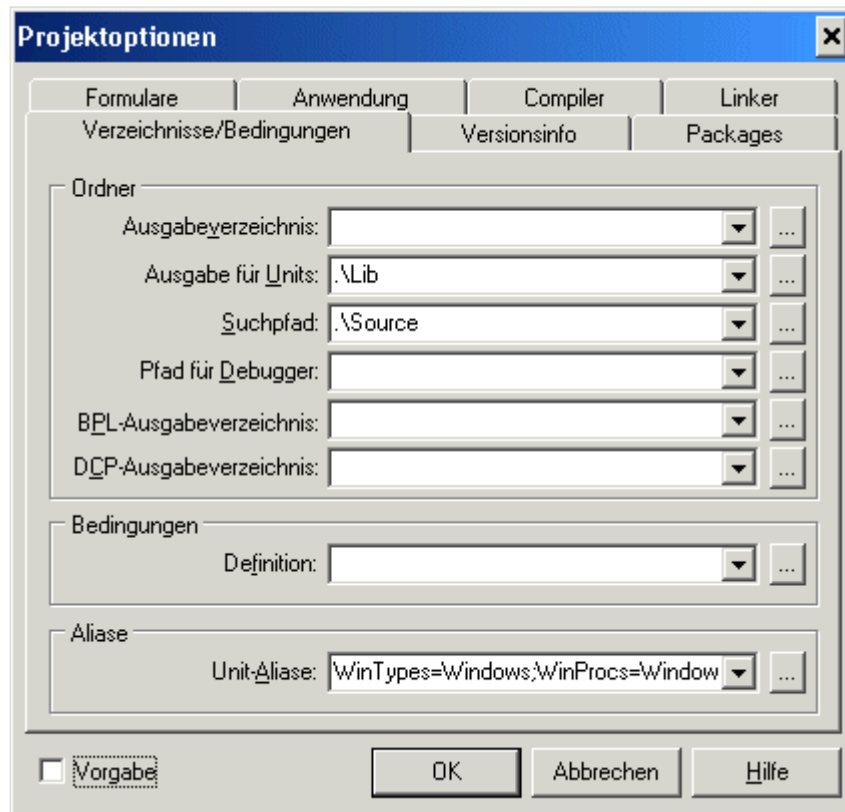 Projektoptionen
Formulare Anwendung Compiler Linker
Verzeichnisse/Bedingungen Versionsinfo Packages
Ordner
Ausgabeverzeichnis: ...
Ausgabe für Units: .\Lib ...
Suchpfad: .\Source ...
Pfad für Debugger: ...
BPL-Ausgabeverzeichnis: ...
DCP-Ausgabeverzeichnis: ...
Bedingungen
Definition: ...
Aliase
Unit-Aliase: WinTypes=Windows;WinProcs=Window ...
Vorgabe OK Abbrechen Hilfe